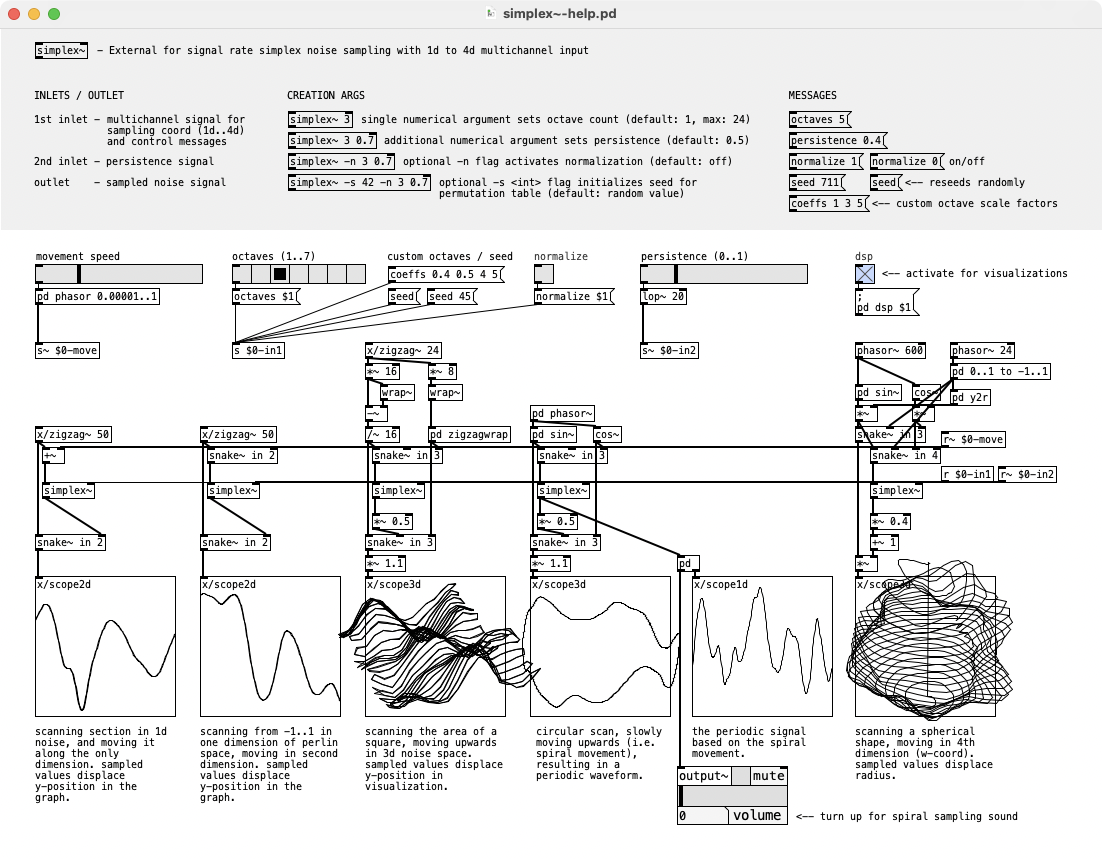 simplex~-help.pd
simplex~ - External for signal rate simplex noise sampling with 1d to 4d multichannel input
INLETS / OUTLET
1st inlet - multichannel signal for
sampling coord (1d..4d)
and control messages
2nd inlet - persistence signal
outlet - sampled noise signal
CREATION ARGS
simplex~ 3 single numerical argument sets octave count (default: 1, max: 24)
simplex~ 3 0.7 additional numerical argument sets persistence (default: 0.5)
simplex~ -n 3 0.7 optional -n flag activates normalization (default: off)
simplex~ -s 42 -n 3 0.7 optional -s <int> flag initializes seed for
permutation table (default: random value)
MESSAGES
octaves 5
persistence 0.4
normalize 1 normalize 0 on/off
seed 711 seed <-- reseeds randomly
coeffs 1 3 5 <-- custom octave scale factors
movement speed
pd phasor 0.00001..1
s~ $0-move
octaves (1..7)
octaves $1
s $0-in1
custom octaves / seed
coeffs 0.4 0.5 4 5
seed seed 45
normalize
normalize $1
persistence (0..1)
lop~ 20
s~ $0-in2
dsp
<-- activate for visualizations
;
pd dsp $1
x/zigzag~ 50
+~
simplex~
snake~ in 2
x/scope2d
scanning section in 1d
noise, and moving it
along the only
dimension. sampled
values displace
y-position in the
graph.
x/zigzag~ 50
snake~ in 2
simplex~
snake~ in 2
x/scope2d
scanning from -1..1 in
one dimension of perlin
space, moving in second
dimension. sampled
values displace
y-position in the
graph.
x/zigzag~ 24
*~ 16 *~ 8
wrap~ wrap~
-~
/~ 16 pd zigzagwrap
snake~ in 3
simplex~
*~ 0.5
snake~ in 3
*~ 1.1
x/scope3d
scanning the area of a
square, moving upwards
in 3d noise space.
sampled values displace
y-position in
visualization.
pd phasor~
pd sin~ cos~
snake~ in 3
simplex~
*~ 0.5
snake~ in 3
*~ 1.1
x/scope3d
circular scan, slowly
moving upwards (i.e.
spiral movement),
resulting in a
periodic waveform.
pd
x/scope1d
the periodic signal
based on the spiral
movement.
output~ mute
0 volume
<-- turn up for spiral sampling sound
phasor~ 600 phasor~ 24
pd 0..1 to -1..1
pd sin~ cos~ pd y2r
*~ *~
snake~ in 3 r~ $0-move
snake~ in 4
r $0-in1 r~ $0-in2
simplex~
*~ 0.4
+~ 1
*~
x/scope3d
scanning a spherical
shape, moving in 4th
dimension (w-coord).
sampled values displace
radius.